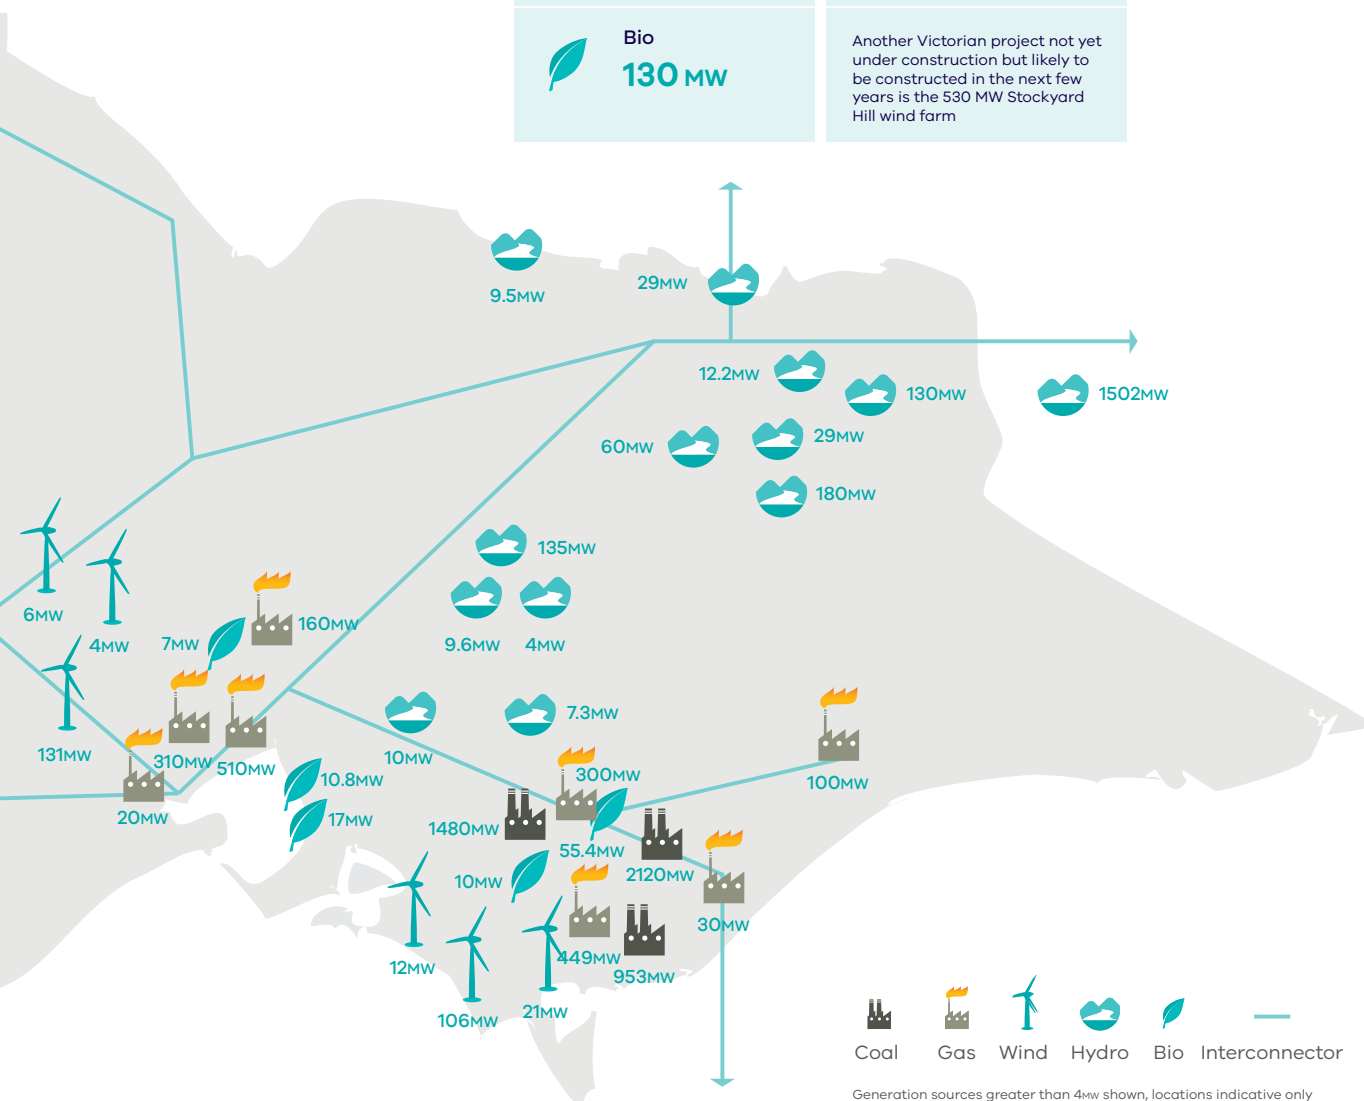 Bio
130 MW
Another Victorian project not yet
under construction but likely to
be constructed in the next few
years is the 530 MW Stockyard
Hill wind farm
9.5MW
29MW
12.2MW
130MW
1502MW
60MW
29MW
180MW
135MW
9.6MW
4MW
6MW
4MW
7MW
160MW
131MW
310MW
510MW
20MW
10.8MW
17MW
10MW
7.3MW
300MW
100MW
1480MW
55.4MW
2120MW
10MW
30MW
449MW
953MW
12MW
106MW
21MW
Coal
Gas
Wind
Hydro
Bio
Interconnector
Generation sources greater than 4MW shown, locations indicative only